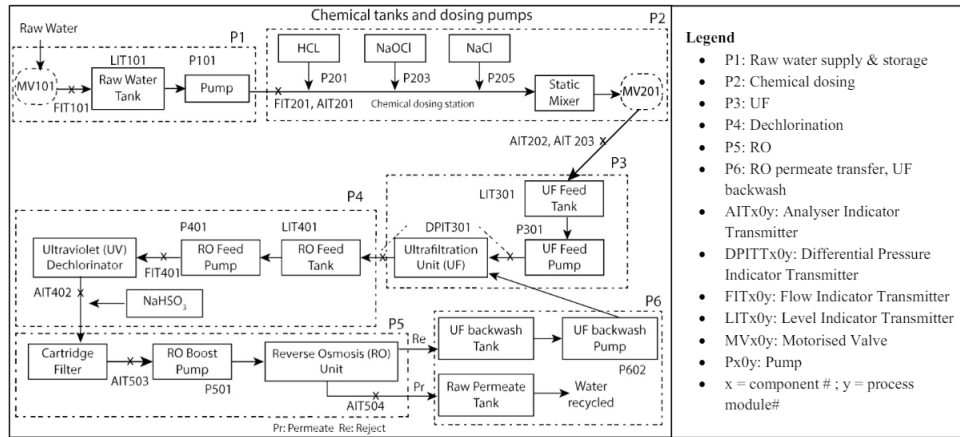 Chemical tanks and dosing pumps
P2
Raw Water
P1
HCL
NaOCl
NaCl
LIT101
P101
MV101
Raw Water
Tank
Pump
P201
P203
P205
Static
Mixer
MV201
FIT101
FIT201, AIT201
Chemical dosing station
AIT202, AIT 203
P3
P4
LIT301
UF Feed
Tank
P401
LIT401
DPIT301
P301
Ultraviolet (UV)
Dechlorinator
RO Feed
Pump
RO Feed
Tank
Ultrafiltration
Unit (UF)
UF Feed
Pump
FIT401
AIT402
NaHSO₃
P6
P5
Re
UF backwash
Tank
UF backwash
Pump
Cartridge
Filter
RO Boost
Pump
Reverse Osmosis (RO)
Unit
P602
AIT503
P501
Pr
Raw Permeate
Tank
Water
recycled
AIT504
Pr: Permeate Re: Reject
Legend
• P1: Raw water supply & storage
• P2: Chemical dosing
• P3: UF
• P4: Dechlorination
• P5: RO
• P6: RO permeate transfer, UF
backwash
• AITx0y: Analyser Indicator
Transmitter
• DPITTx0y: Differential Pressure
Indicator Transmitter
• FITx0y: Flow Indicator Transmitter
• LITx0y: Level Indicator Transmitter
• MVx0y: Motorised Valve
• Px0y: Pump
• x = component # ; y = process
module#